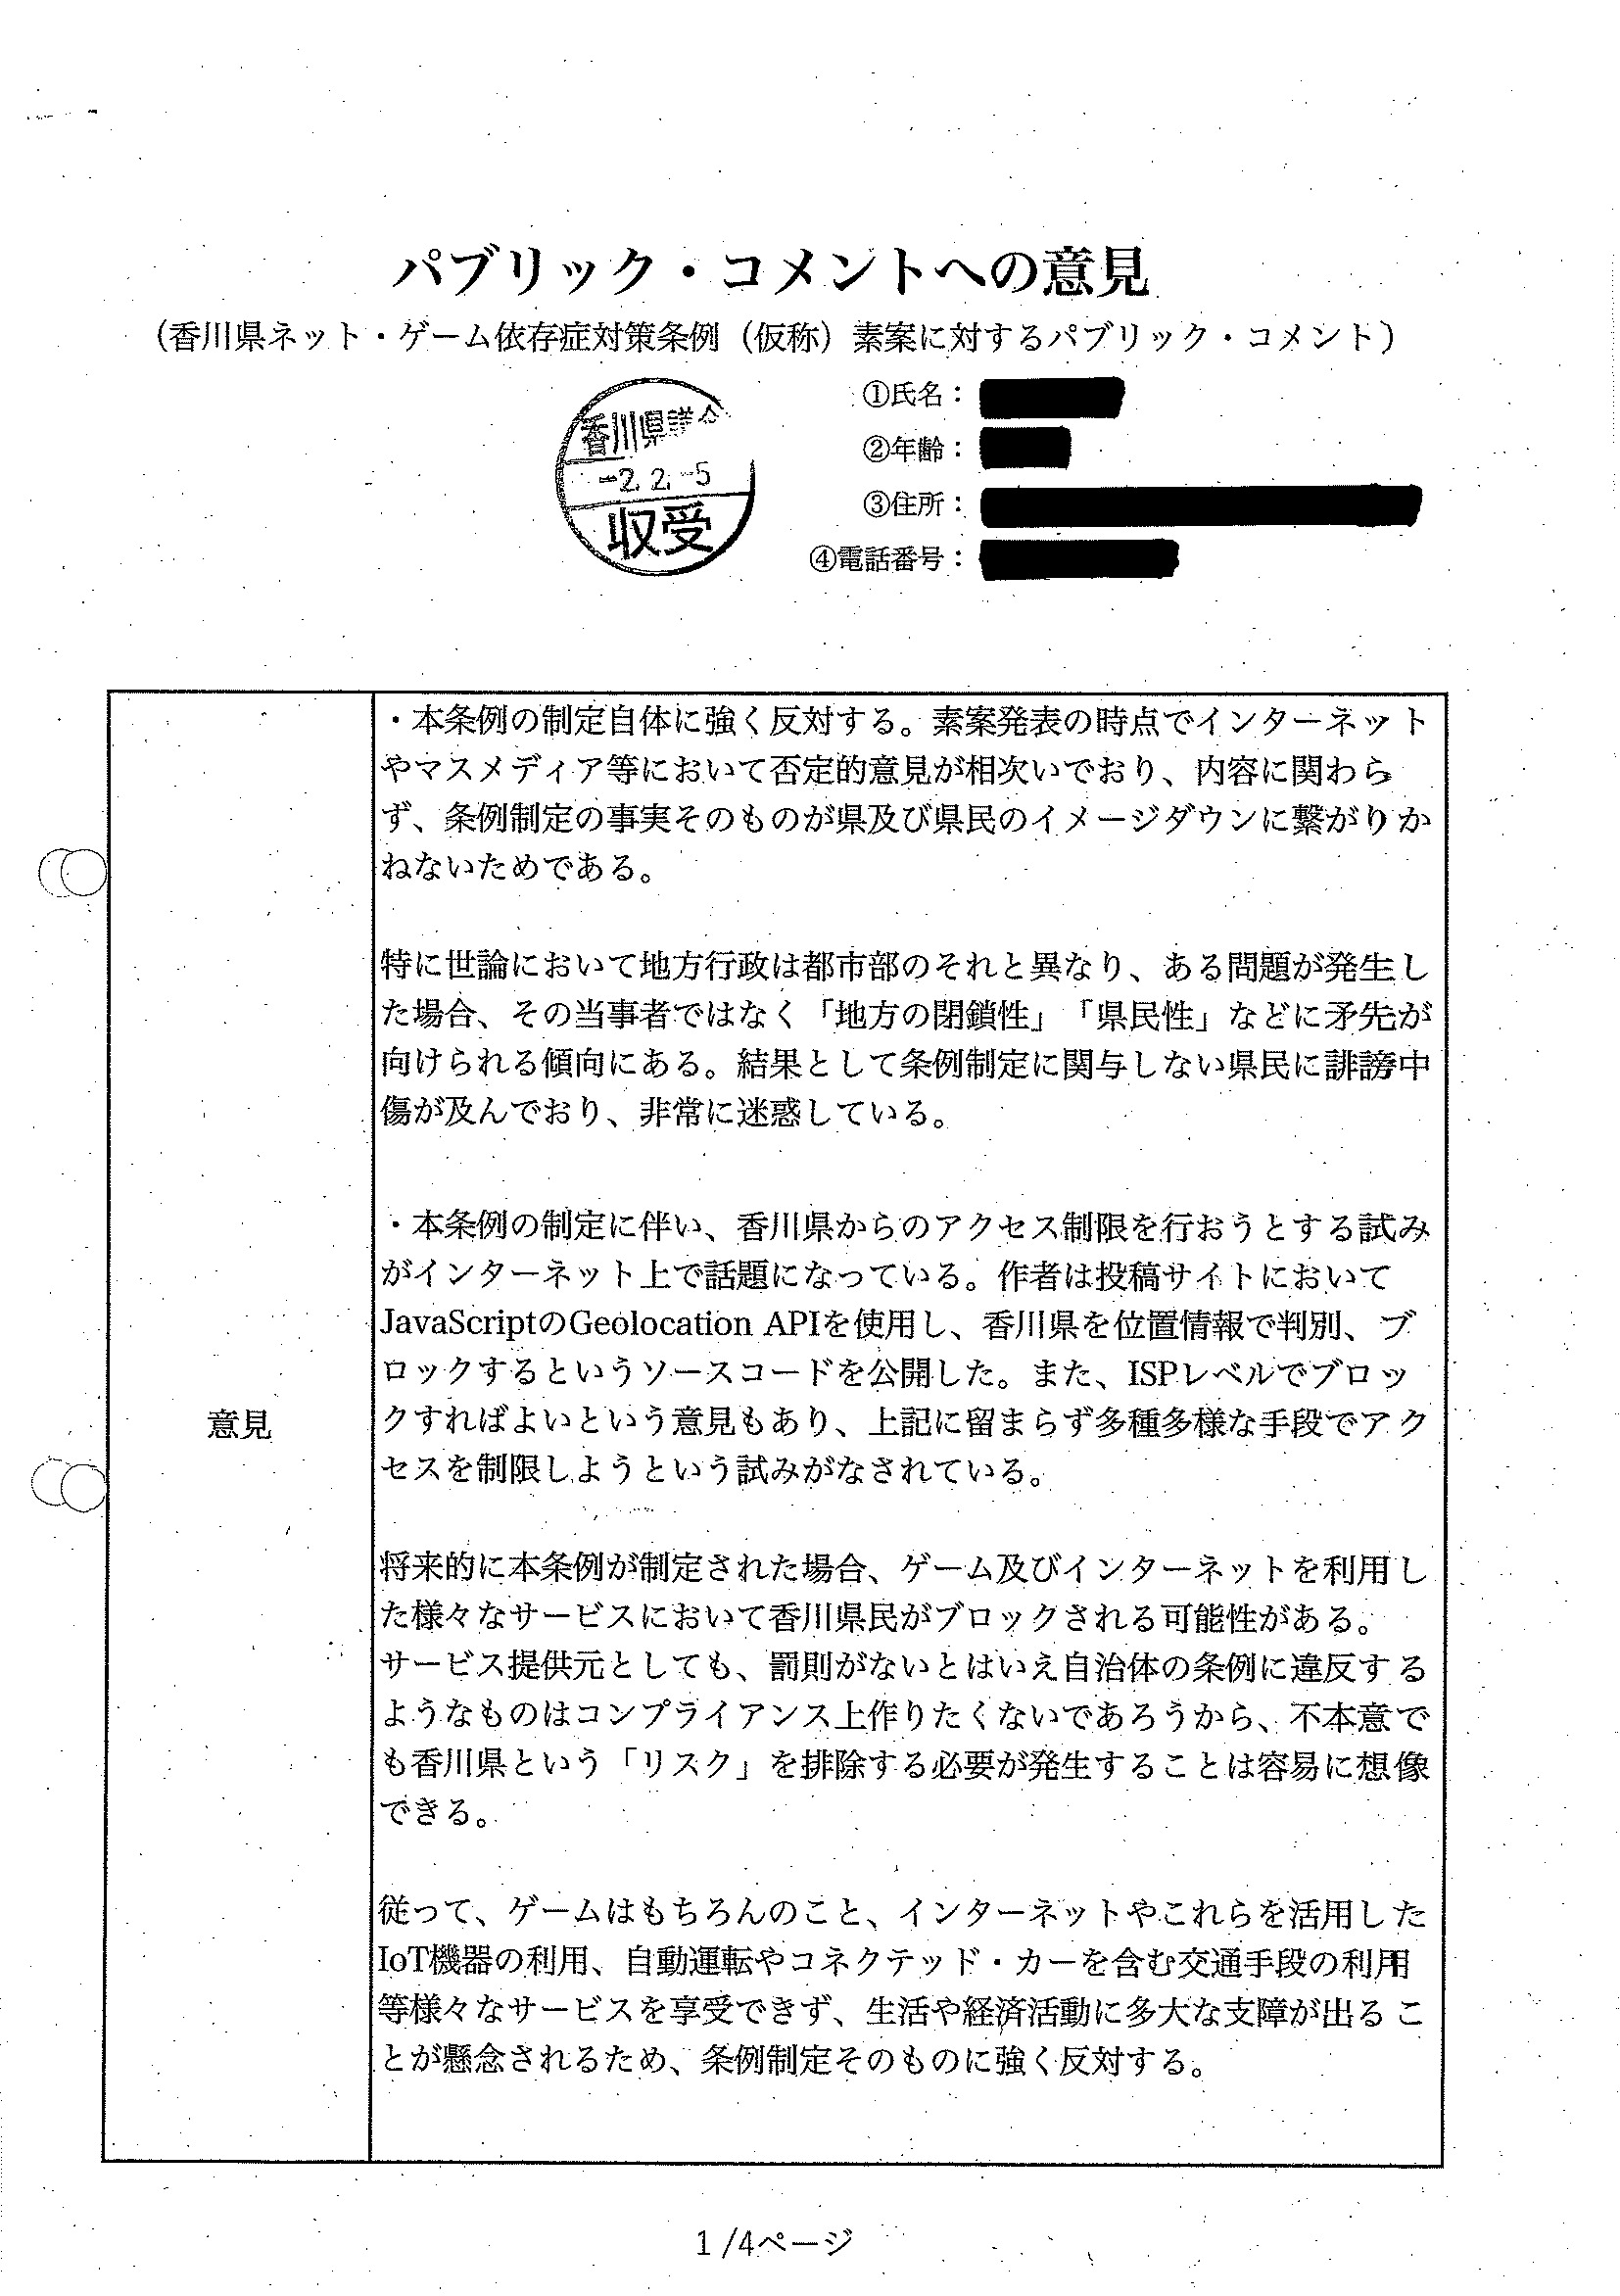 パブリック・コメントへの意見
（香川県ネット・ゲーム依存症対策条例（仮称）素案に対するパブリック・コメント）
香川県議会
-2. 2. -5
収受
①氏名：
②年齢：
③住所：
④電話番号：
意見
・本条例の制定自体に強く反対する。素案発表の時点でインターネット
やマスメディア等において否定的意見が相次いでおり、内容に関わら
ず、条例制定の事実そのものが県及び県民のイメージダウンに繋がりか
ねないためである。
特に世論において地方行政は都市部のそれと異なり、ある問題が発生し
た場合、その当事者ではなく「地方の閉鎖性」「県民性」などに矛先が
向けられる傾向にある。結果として条例制定に関与しない県民に誹謗中
傷が及んでおり、非常に迷惑している。
・本条例の制定に伴い、香川県からのアクセス制限を行おうとする試み
がインターネット上で話題になっている。作者は投稿サイトにおいて
JavaScriptのGeolocation APIを使用し、香川県を位置情報で判別、ブ
ロックするというソースコードを公開した。また、ISPレベルでブロッ
クすればよいという意見もあり、上記に留まらず多種多様な手段でアク
セスを制限しようという試みがなされている。
将来的に本条例が制定された場合、ゲーム及びインターネットを利用し
た様々なサービスにおいて香川県民がブロックされる可能性がある。
サービス提供元としても、罰則がないとはいえ自治体の条例に違反する
ようなものはコンプライアンス上作りたくないであろうから、不本意で
も香川県という「リスク」を排除する必要が発生することは容易に想像
できる。
従って、ゲームはもちろんのこと、インターネットやこれらを活用した
IoT機器の利用、自動運転やコネクテッド・カーを含む交通手段の利用
等様々なサービスを享受できず、生活や経済活動に多大な支障が出るこ
とが懸念されるため、条例制定そのものに強く反対する。
1 /4ページ